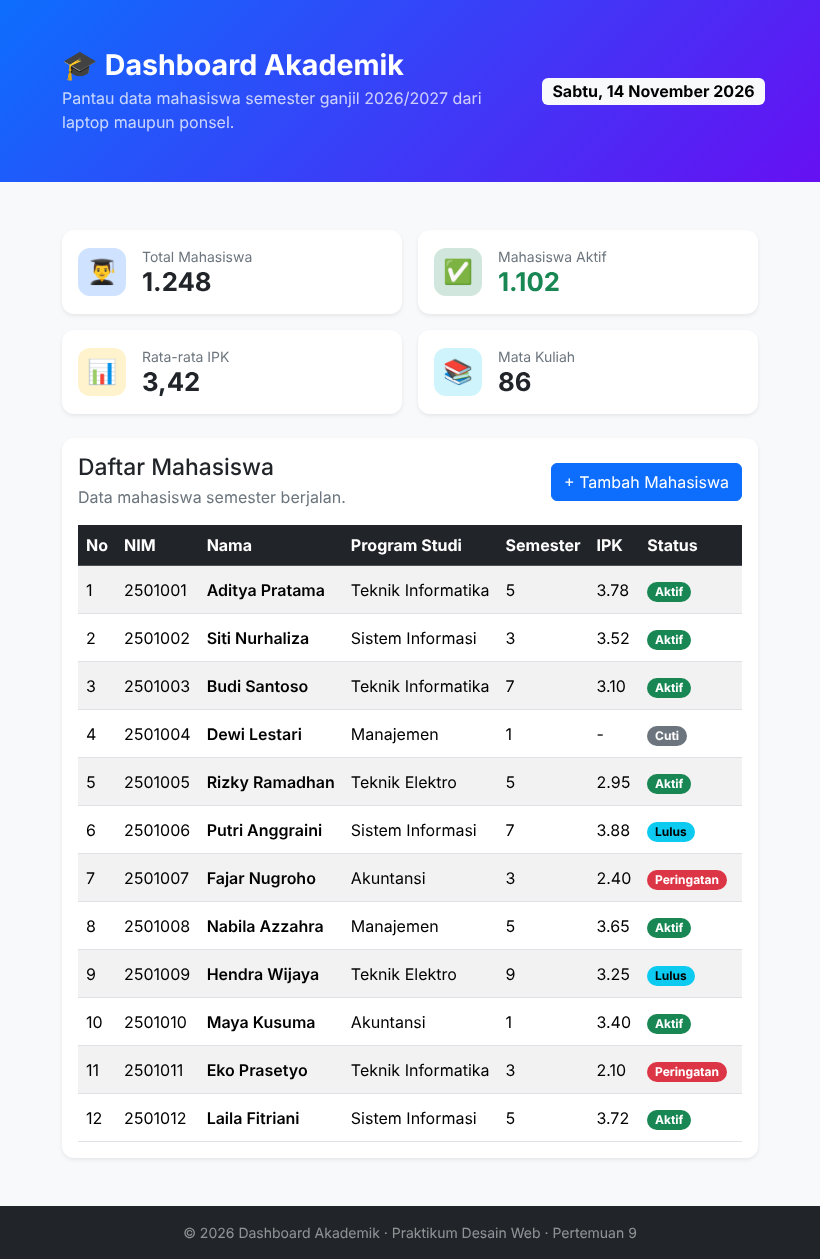 🎓 Dashboard Akademik
Pantau data mahasiswa semester ganjil 2026/2027 dari
laptop maupun ponsel.
Sabtu, 14 November 2026
Total Mahasiswa
1.248
Mahasiswa Aktif
1.102
Rata-rata IPK
3,42
Mata Kuliah
86
Daftar Mahasiswa
Data mahasiswa semester berjalan.
+ Tambah Mahasiswa
No NIM Nama Program Studi Semester IPK Status
1 2501001 Aditya Pratama Teknik Informatika 5 3.78 Aktif
2 2501002 Siti Nurhaliza Sistem Informasi 3 3.52 Aktif
3 2501003 Budi Santoso Teknik Informatika 7 3.10 Aktif
4 2501004 Dewi Lestari Manajemen 1 - Cuti
5 2501005 Rizky Ramadhan Teknik Elektro 5 2.95 Aktif
6 2501006 Putri Anggraini Sistem Informasi 7 3.88 Lulus
7 2501007 Fajar Nugroho Akuntansi 3 2.40 Peringatan
8 2501008 Nabila Azzahra Manajemen 5 3.65 Aktif
9 2501009 Hendra Wijaya Teknik Elektro 9 3.25 Lulus
10 2501010 Maya Kusuma Akuntansi 1 3.40 Aktif
11 2501011 Eko Prasetyo Teknik Informatika 3 2.10 Peringatan
12 2501012 Laila Fitriani Sistem Informasi 5 3.72 Aktif
© 2026 Dashboard Akademik · Praktikum Desain Web · Pertemuan 9